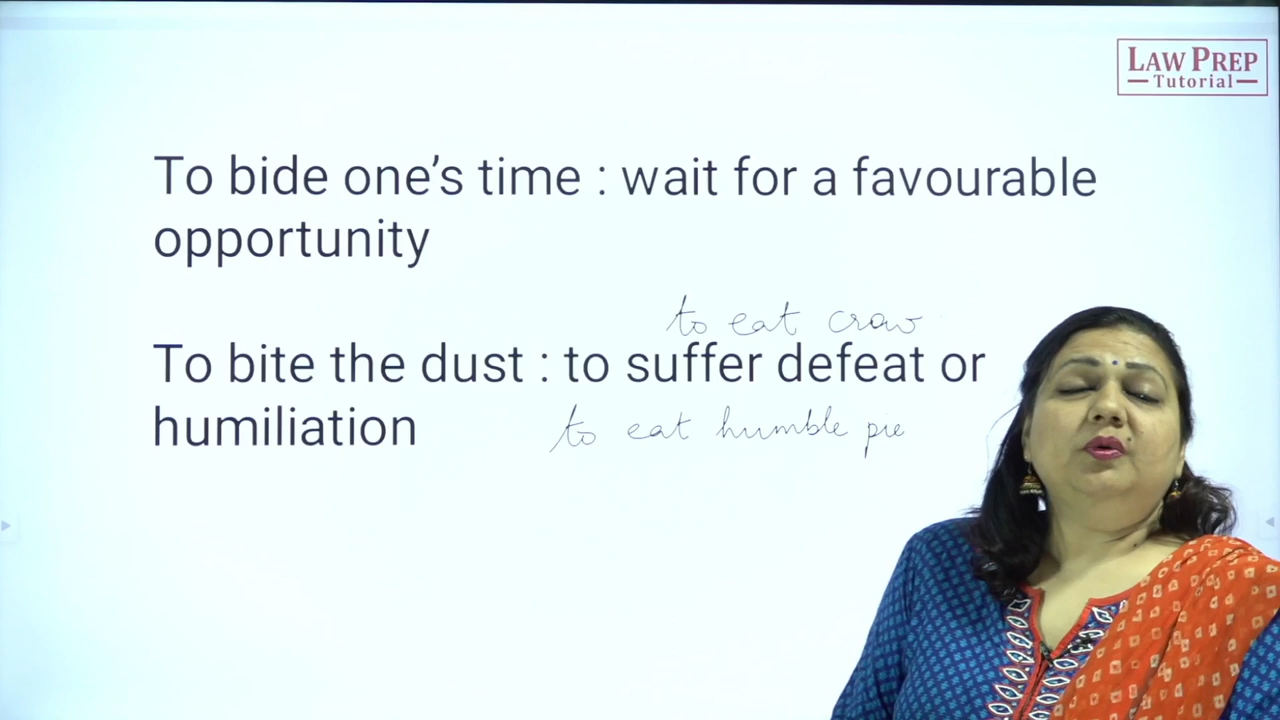 LAW PREP
Tutorial
To bide one’s time : wait for a favourable
opportunity
to eat crow
To bite the dust : to suffer defeat or
humiliation
to eat humble pie